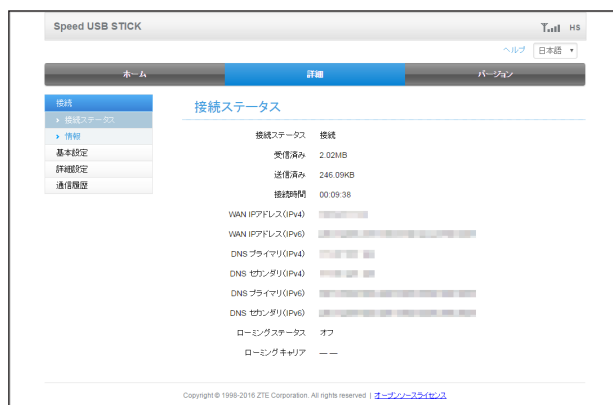 Speed USB STICK
HS
ヘルプ 日本語
ホーム 詳細 バージョン
接続
› 接続ステータス
› 情報
基本設定
詳細設定
通信履歴
接続ステータス
接続ステータス 接続
受信済み 2.02MB
送信済み 246.09KB
接続時間 00:09:38
WAN IPアドレス(IPv4)
WAN IPアドレス(IPv6)
DNS プライマリ(IPv4)
DNS セカンダリ(IPv4)
DNS プライマリ(IPv6)
DNS セカンダリ(IPv6)
ローミングステータス オフ
ローミングキャリア — —
Copyright © 1998-2016 ZTE Corporation. All rights reserved | オープンソースライセンス